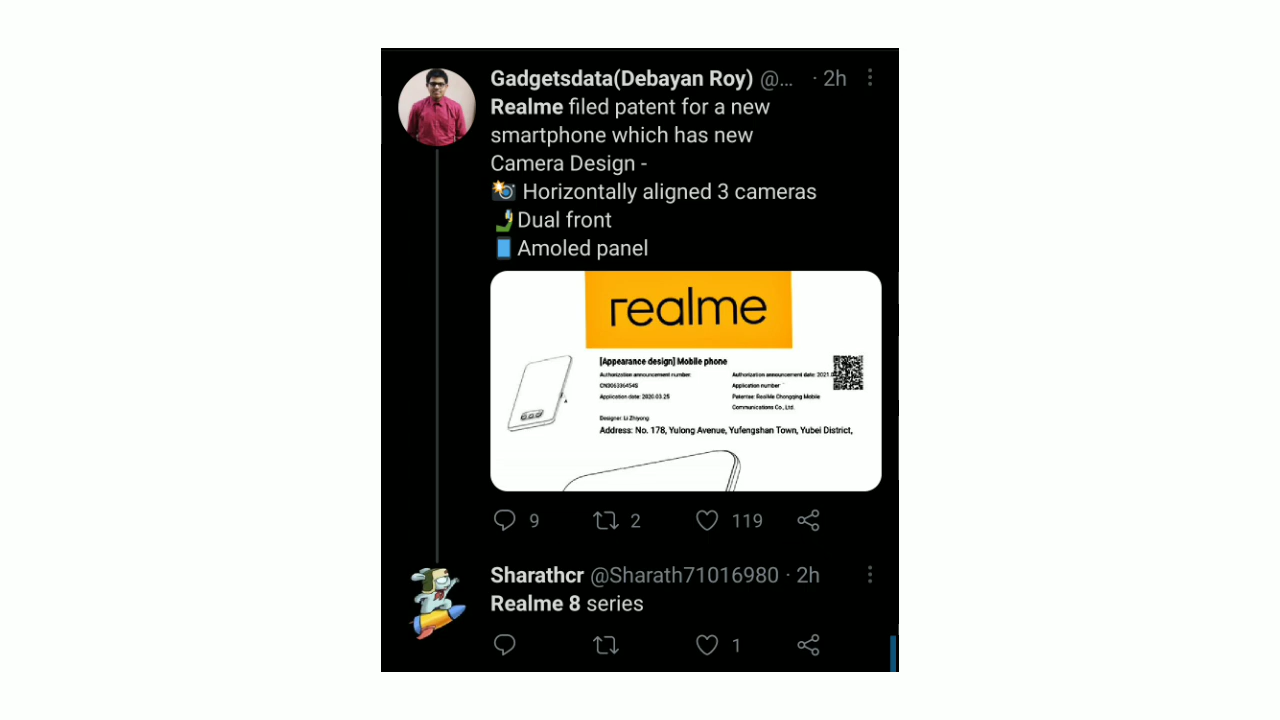 Gadgetsdata(Debayan Roy) @... · 2h
Realme filed patent for a new
smartphone which has new
Camera Design -
📸 Horizontally aligned 3 cameras
🤳Dual front
📱Amoled panel
realme
[Appearance design] Mobile phone
Authorization announcement number:
Authorization announcement date: 2021.0
CN306336454S
Application number
Application date: 2020.03.25
Patentee: RealMe Chongqing Mobile
Communications Co., Ltd.
Designer: Li Zhiyong
Address: No. 178, Yulong Avenue, Yufengshan Town, Yubei District,
9 2 119
Sharathcr @Sharath71016980 · 2h
Realme 8 series
1